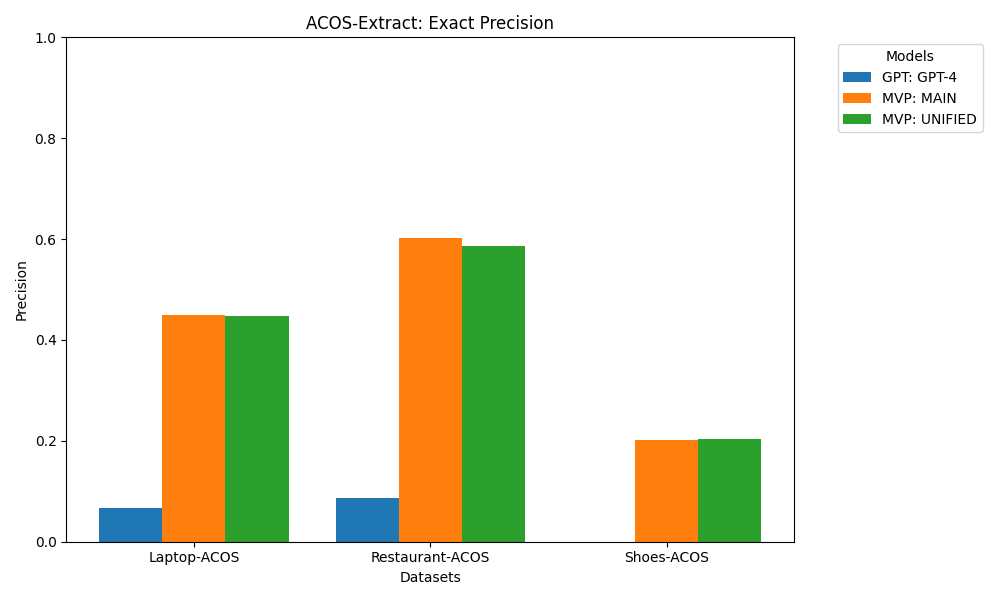 ACOS-Extract: Exact Precision
Models
GPT: GPT-4
MVP: MAIN
MVP: UNIFIED
Precision
1.0
0.8
0.6
0.4
0.2
0.0
Laptop-ACOS
Restaurant-ACOS
Shoes-ACOS
Datasets